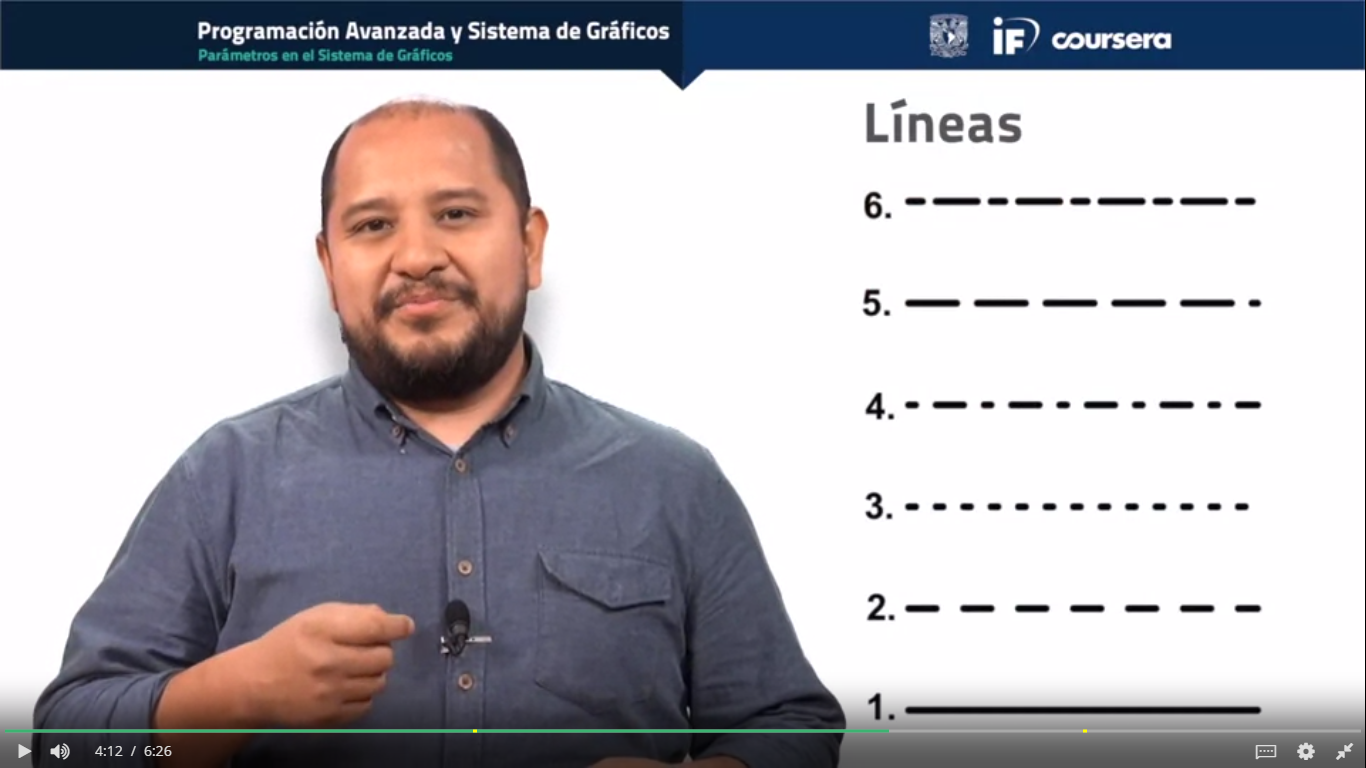 Programación Avanzada y Sistema de Gráficos
Parámetros en el Sistema de Gráficos
iF coursera
Líneas
6.
5.
4.
3.
2.
1.
4:12 / 6:26